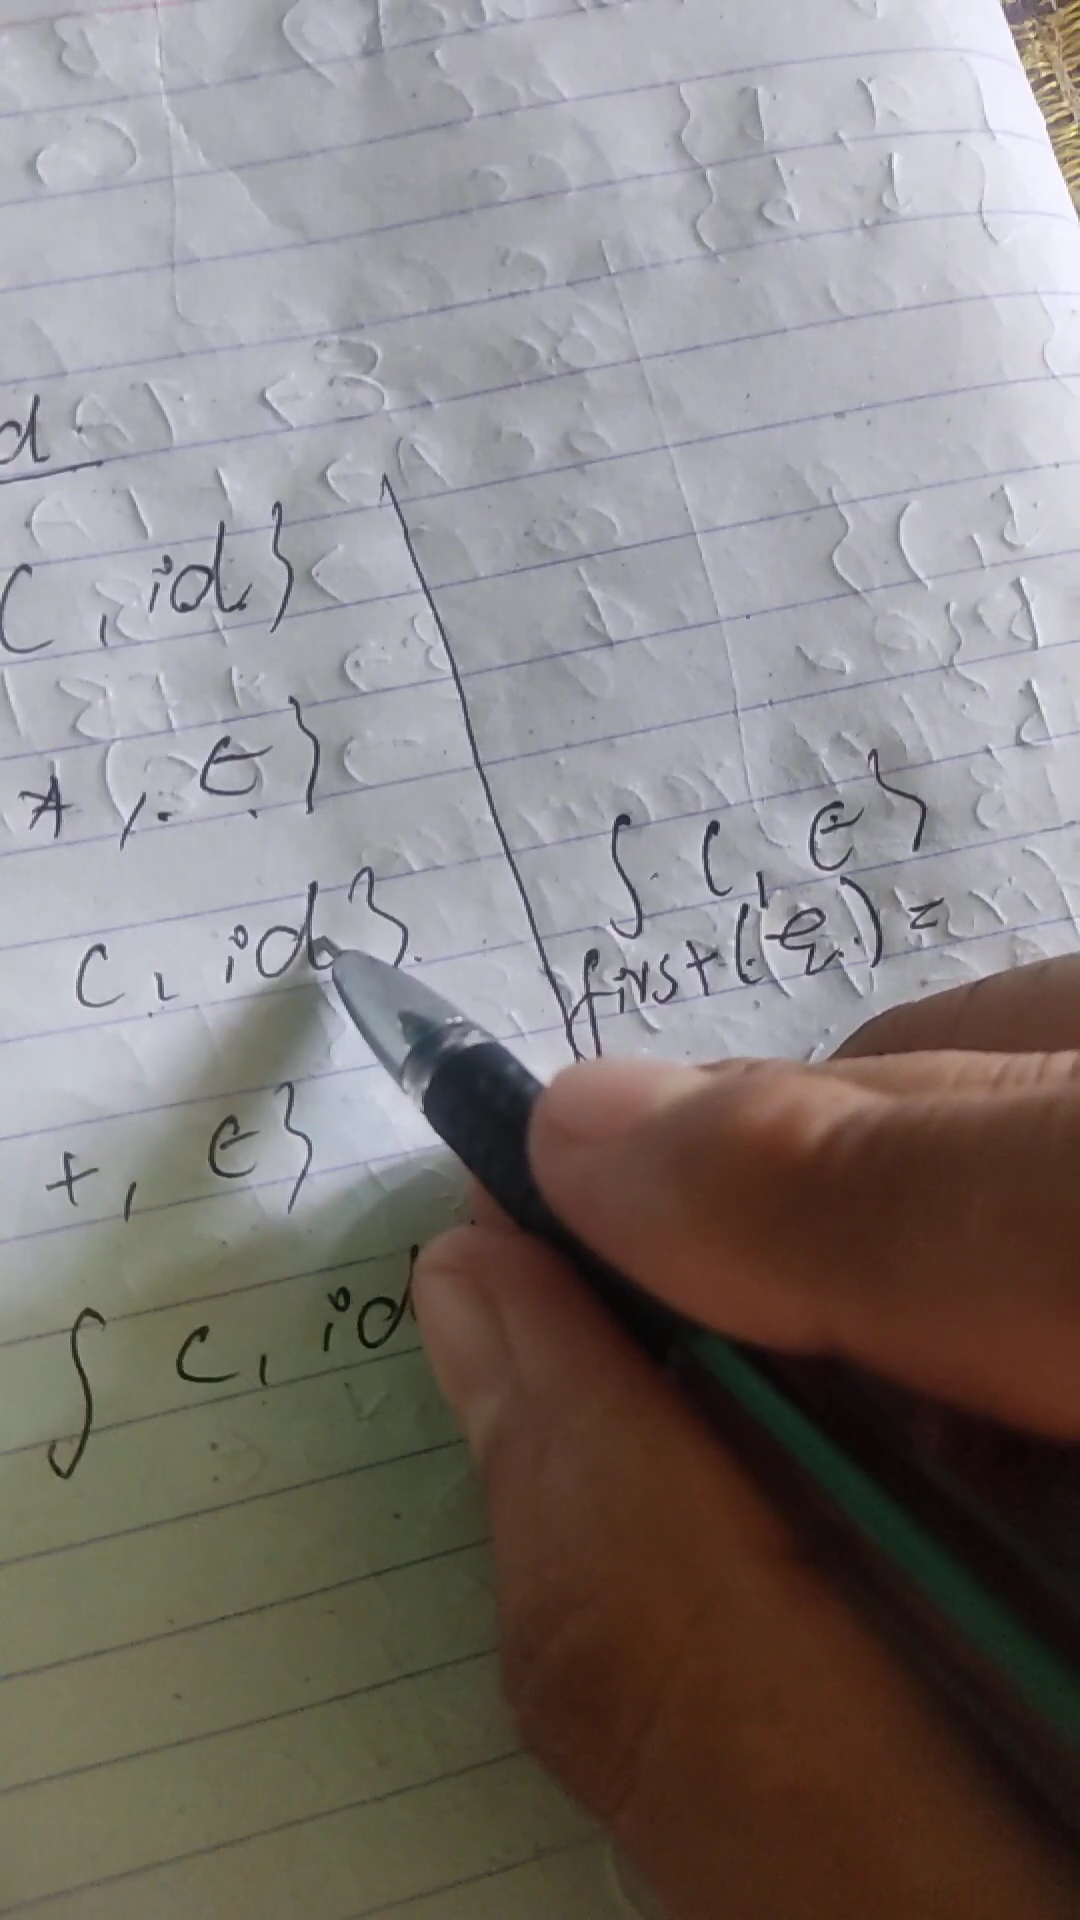 d.
(, id}
*, ε}
(, id}.
+, ε}
{ (, id
{ (, ε}
first(ε) =